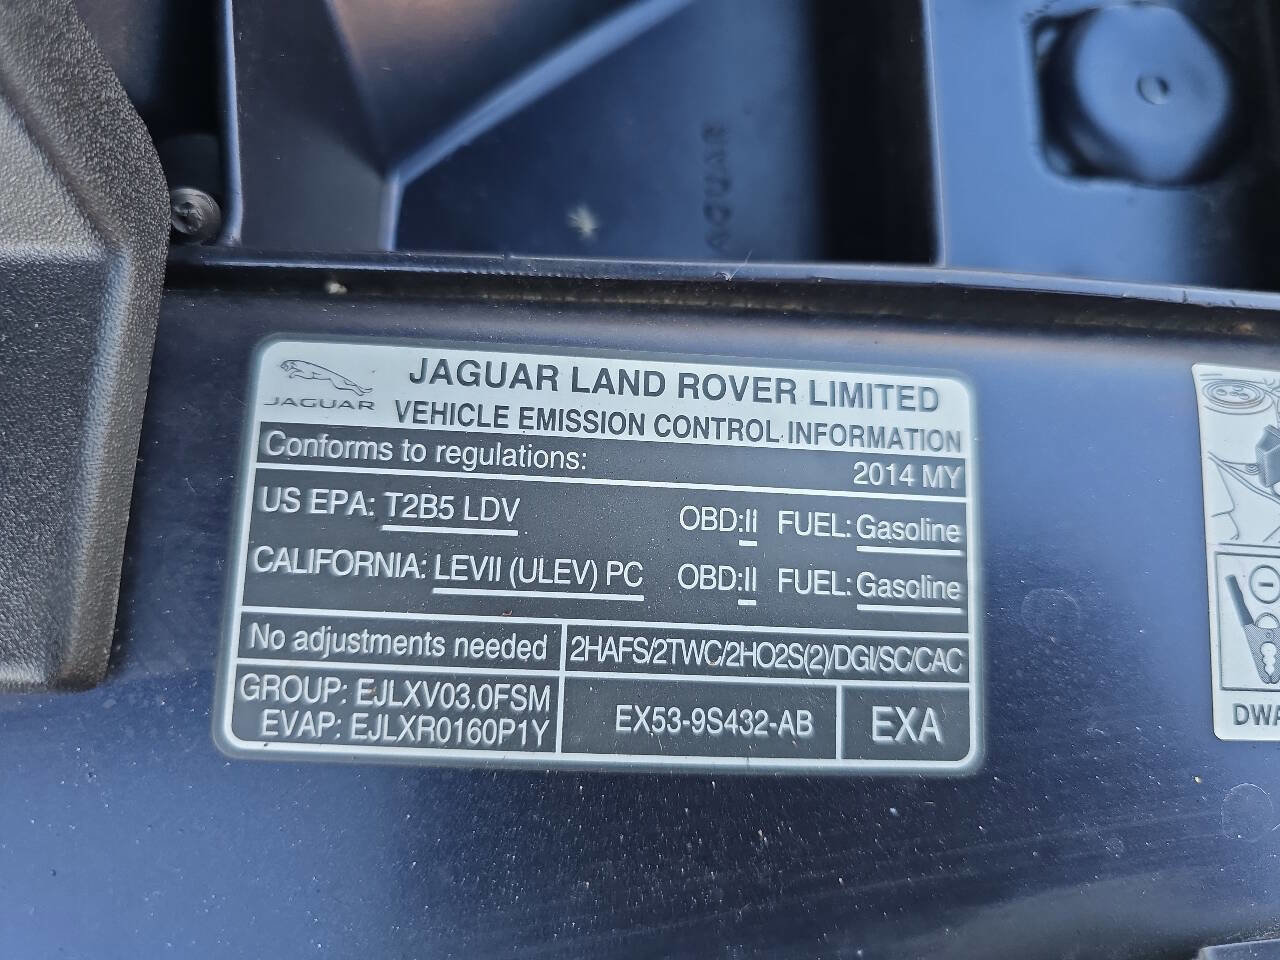 JAGUAR
JAGUAR
JAGUAR LAND ROVER LIMITED
VEHICLE EMISSION CONTROL INFORMATION
Conforms to regulations: 2014 MY
US EPA: T2B5 LDV OBD:II FUEL: Gasoline
CALIFORNIA: LEVII (ULEV) PC OBD:II FUEL: Gasoline
No adjustments needed 2HAFS/2TWC/2HO2S(2)/DGI/SC/CAC
GROUP: EJLXV03.0FSM
EVAP: EJLXR0160P1Y
EX53-9S432-AB EXA